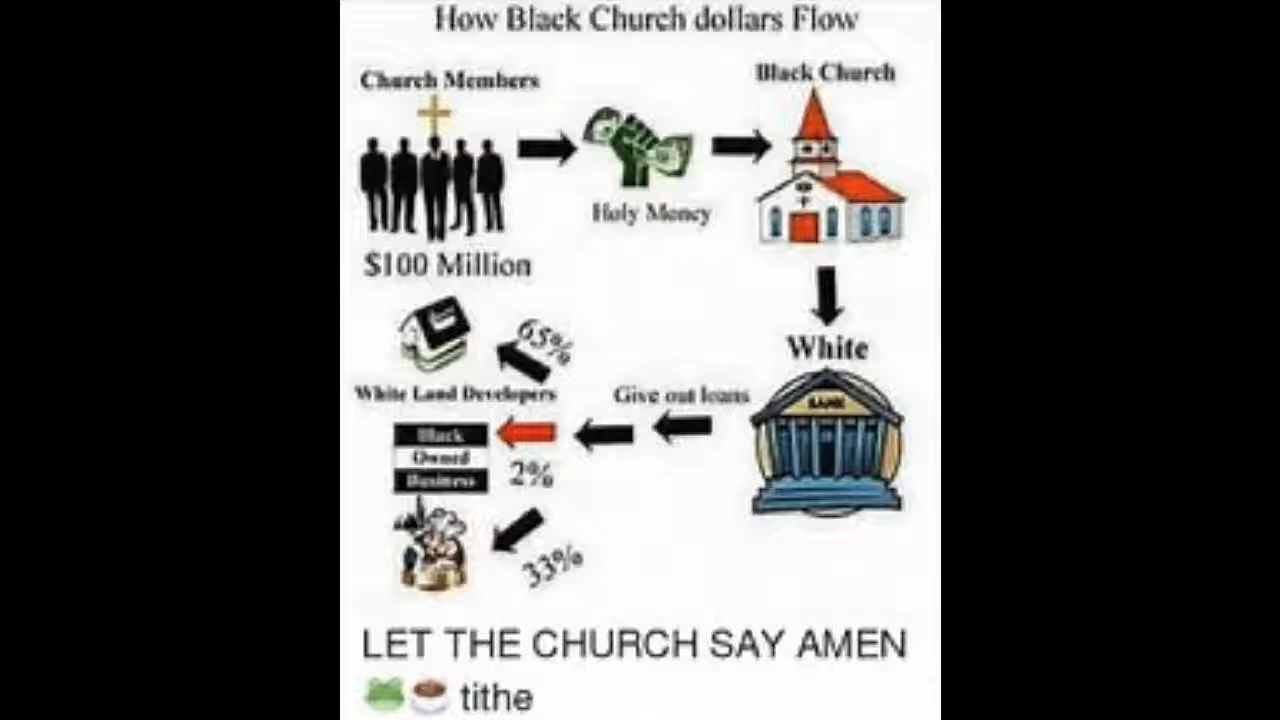 How Black Church dollars Flow
Church Members
Black Church
Holy Money
$100 Million
White
BANK
65%
White Land Developers
Give out loans
Black
Owned
Business
2%
33%
LET THE CHURCH SAY AMEN
🐸☕ tithe